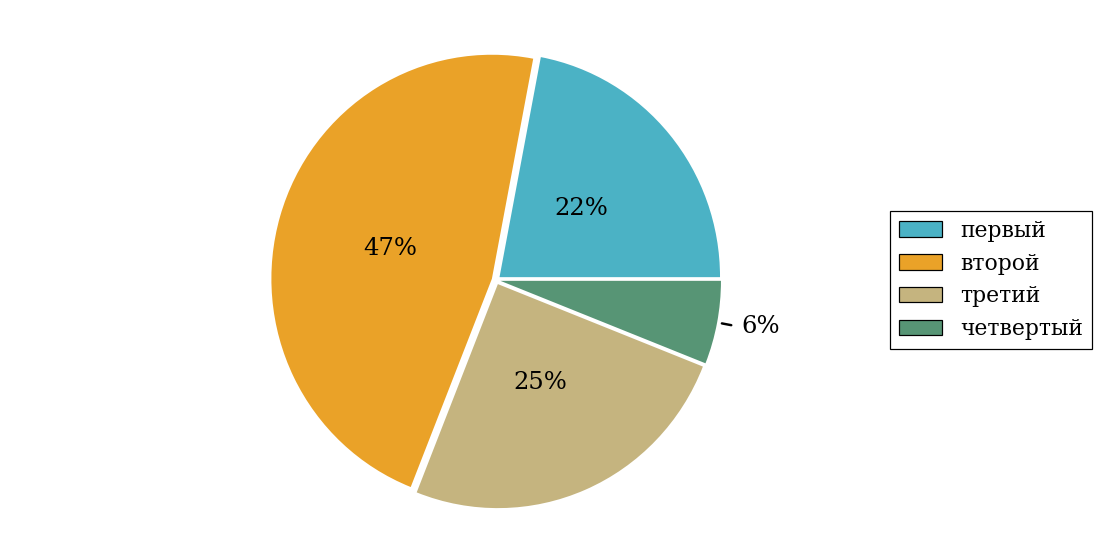 22%
47%
25%
6%
первый
второй
третий
четвертый